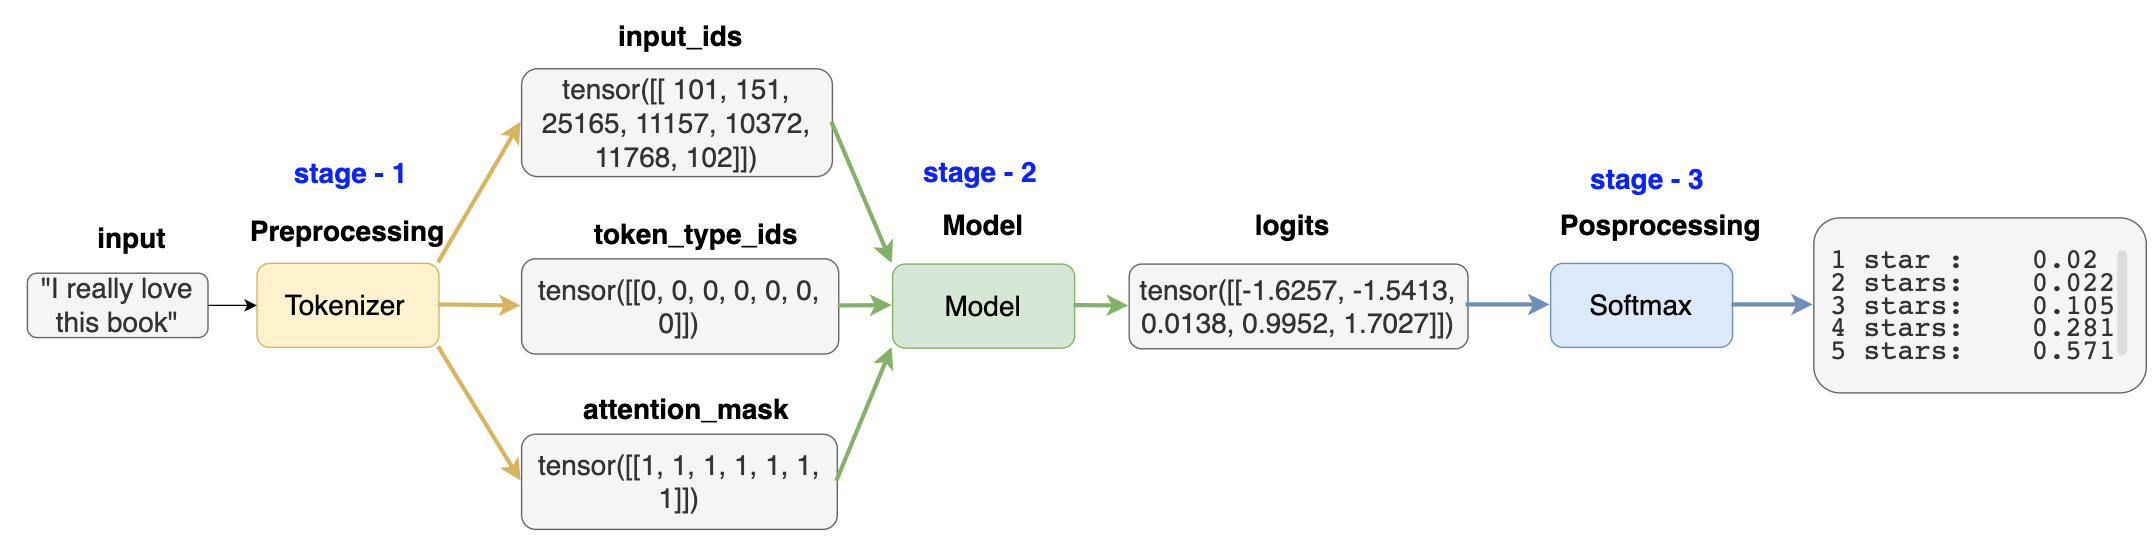 input
"I really love
this book"
stage - 1
Preprocessing
Tokenizer
input_ids
tensor([[ 101, 151,
25165, 11157, 10372,
11768, 102]])
token_type_ids
tensor([[0, 0, 0, 0, 0, 0,
0]])
attention_mask
tensor([[1, 1, 1, 1, 1, 1,
1]])
stage - 2
Model
Model
logits
tensor([[-1.6257, -1.5413,
0.0138, 0.9952, 1.7027]])
stage - 3
Posprocessing
Softmax
1 star : 0.02
2 stars: 0.022
3 stars: 0.105
4 stars: 0.281
5 stars: 0.571